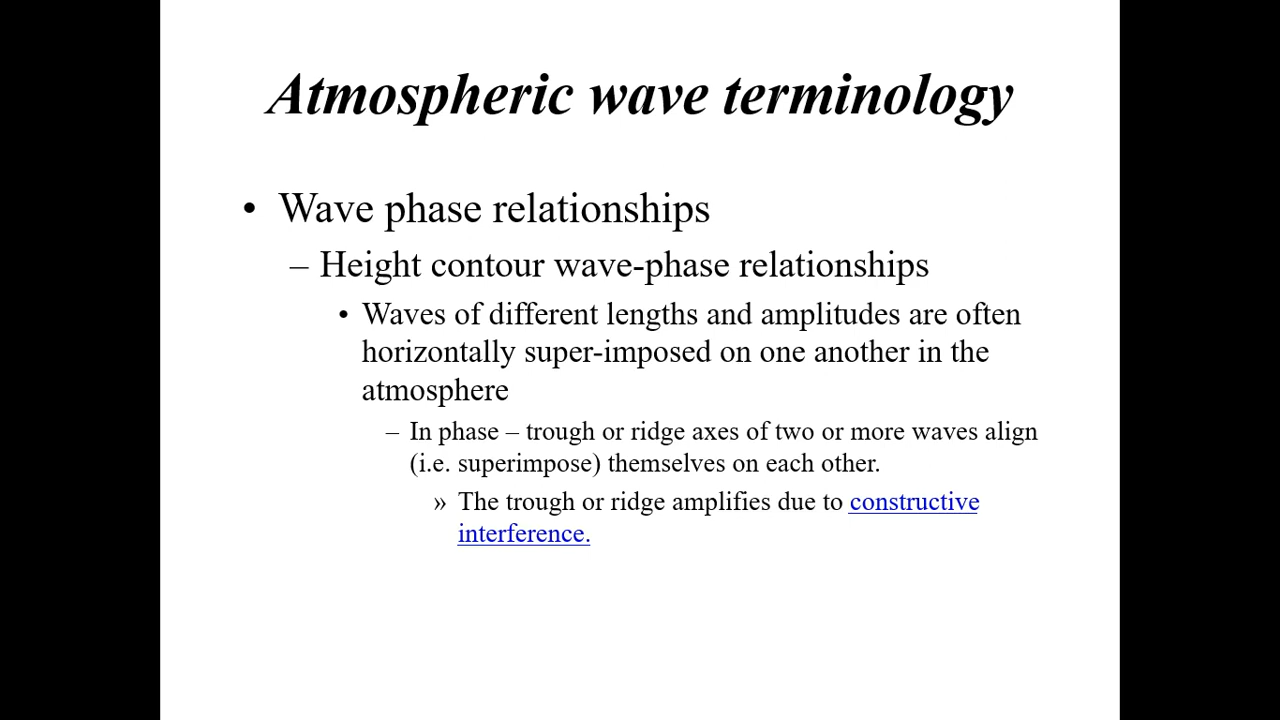 Atmospheric wave terminology
• Wave phase relationships
– Height contour wave-phase relationships
• Waves of different lengths and amplitudes are often
horizontally super-imposed on one another in the
atmosphere
– In phase – trough or ridge axes of two or more waves align
(i.e. superimpose) themselves on each other.
» The trough or ridge amplifies due to constructive
interference.